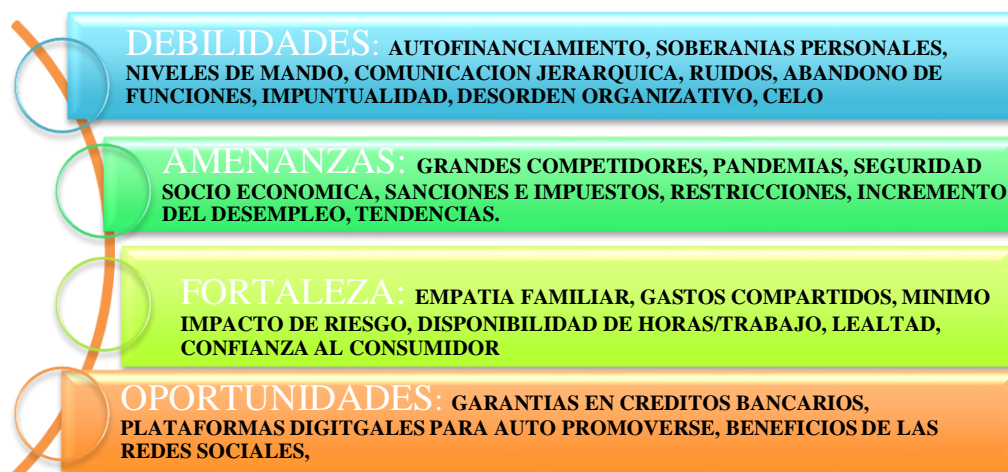 DEBILIDADES: AUTOFINANCIAMIENTO, SOBERANIAS PERSONALES,
NIVELES DE MANDO, COMUNICACION JERARQUICA, RUIDOS, ABANDONO DE
FUNCIONES, IMPUNTUALIDAD, DESORDEN ORGANIZATIVO, CELO
AMENANZAS: GRANDES COMPETIDORES, PANDEMIAS, SEGURIDAD
SOCIO ECONOMICA, SANCIONES E IMPUESTOS, RESTRICCIONES, INCREMENTO
DEL DESEMPLEO, TENDENCIAS.
FORTALEZA: EMPATIA FAMILIAR, GASTOS COMPARTIDOS, MINIMO
IMPACTO DE RIESGO, DISPONIBILIDAD DE HORAS/TRABAJO, LEALTAD,
CONFIANZA AL CONSUMIDOR
OPORTUNIDADES: GARANTIAS EN CREDITOS BANCARIOS,
PLATAFORMAS DIGITGALES PARA AUTO PROMOVERSE, BENEFICIOS DE LAS
REDES SOCIALES,